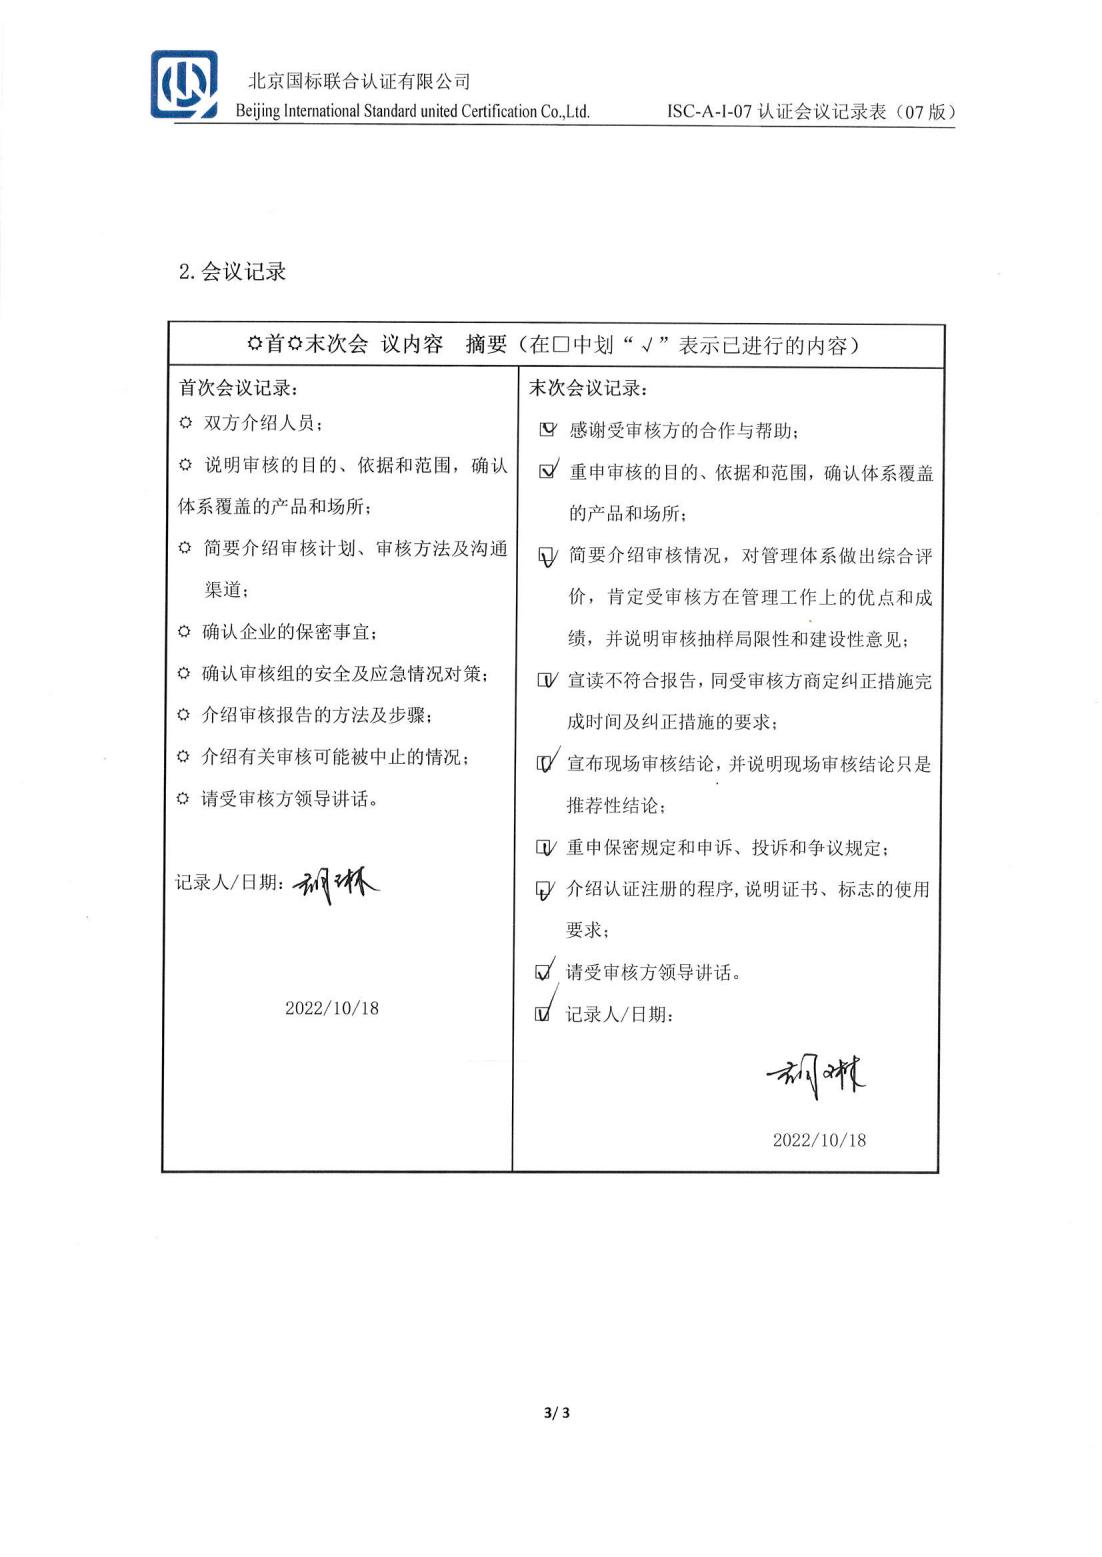 北京国标联合认证有限公司
Beijing International Standard united Certification Co.,Ltd.
ISC-A-I-07 认证会议记录表（07 版）
2.会议记录
☼首☼末次会 议内容 摘要（在□中划“√”表示已进行的内容）
首次会议记录：
☼ 双方介绍人员；
☼ 说明审核的目的、依据和范围，确认
体系覆盖的产品和场所；
☼ 简要介绍审核计划、审核方法及沟通
渠道；
☼ 确认企业的保密事宜；
☼ 确认审核组的安全及应急情况对策；
☼ 介绍审核报告的方法及步骤；
☼ 介绍有关审核可能被中止的情况；
☼ 请受审核方领导讲话。
记录人/日期：胡琳
2022/10/18
末次会议记录：
☑ 感谢受审核方的合作与帮助；
☑ 重申审核的目的、依据和范围，确认体系覆盖
的产品和场所；
☑ 简要介绍审核情况，对管理体系做出综合评
价，肯定受审核方在管理工作上的优点和成
绩，并说明审核抽样局限性和建设性意见；
☑ 宣读不符合报告，同受审核方商定纠正措施完
成时间及纠正措施的要求；
☑ 宣布现场审核结论，并说明现场审核结论只是
推荐性结论；
☑ 重申保密规定和申诉、投诉和争议规定；
☑ 介绍认证注册的程序,说明证书、标志的使用
要求；
☑ 请受审核方领导讲话。
☑ 记录人/日期：
胡琳
2022/10/18
3/ 3